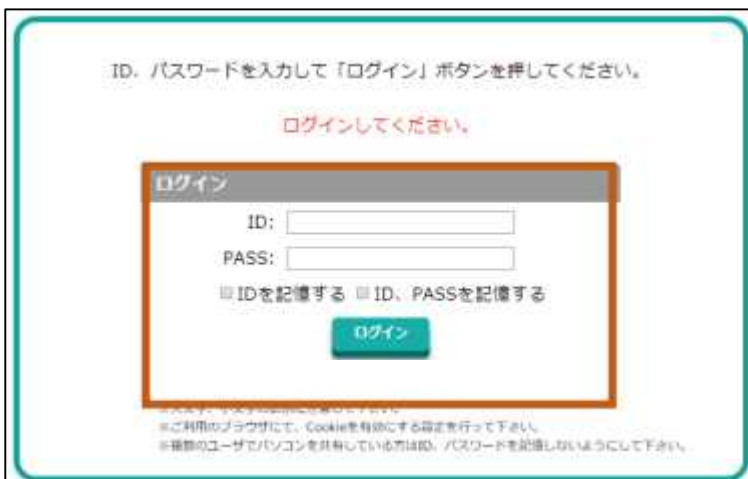 ID、パスワードを入力して「ログイン」ボタンを押してください。
ログインしてください。
ログイン
ID:
PASS:
IDを記憶する ID、PASSを記憶する
ログイン
※ご利用のブラウザにて、Cookieを有効にする設定を行って下さい。
※複数のユーザでパソコンを共有している方はID、パスワードを記憶しないようにして下さい。